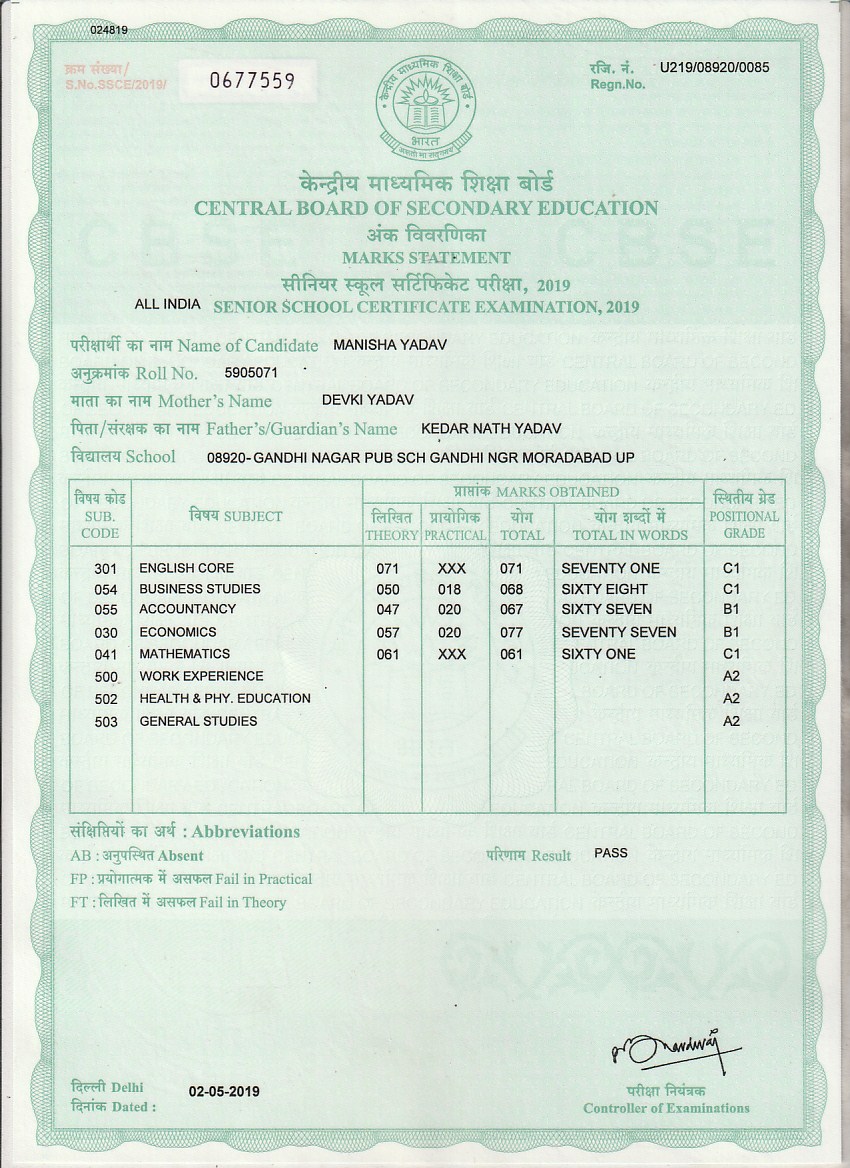 024819
क्रम संख्या/
S.No.SSCE/2019/ 0677559
रजि. नं. U219/08920/0085
Regn.No.
केन्द्रीय माध्यमिक शिक्षा बोर्ड
भारत
असतो मा सद्गमय
केन्द्रीय माध्यमिक शिक्षा बोर्ड
CENTRAL BOARD OF SECONDARY EDUCATION
अंक विवरणिका
CBSE CBSE
MARKS STATEMENT
सीनियर स्कूल सर्टिफिकेट परीक्षा, 2019
ALL INDIA SENIOR SCHOOL CERTIFICATE EXAMINATION, 2019
परीक्षार्थी का नाम Name of Candidate MANISHA YADAV
अनुक्रमांक Roll No. 5905071
माता का नाम Mother's Name DEVKI YADAV
पिता/संरक्षक का नाम Father's/Guardian's Name KEDAR NATH YADAV
विद्यालय School 08920-GANDHI NAGAR PUB SCH GANDHI NGR MORADABAD UP
विषय कोड SUB. CODE विषय SUBJECT प्राप्तांक MARKS OBTAINED स्थितीय ग्रेड POSITIONAL GRADE
लिखित THEORY प्रायोगिक PRACTICAL योग TOTAL योग शब्दों में TOTAL IN WORDS
301 ENGLISH CORE 071 XXX 071 SEVENTY ONE C1
054 BUSINESS STUDIES 050 018 068 SIXTY EIGHT C1
055 ACCOUNTANCY 047 020 067 SIXTY SEVEN B1
030 ECONOMICS 057 020 077 SEVENTY SEVEN B1
041 MATHEMATICS 061 XXX 061 SIXTY ONE C1
500 WORK EXPERIENCE A2
502 HEALTH & PHY. EDUCATION A2
503 GENERAL STUDIES A2
संक्षिप्तियों का अर्थ : Abbreviations
AB : अनुपस्थित Absent परिणाम Result PASS
FP : प्रयोगात्मक में असफल Fail in Practical
FT : लिखित में असफल Fail in Theory
दिल्ली Delhi
दिनांक Dated : 02-05-2019
परीक्षा नियंत्रक
Controller of Examinations